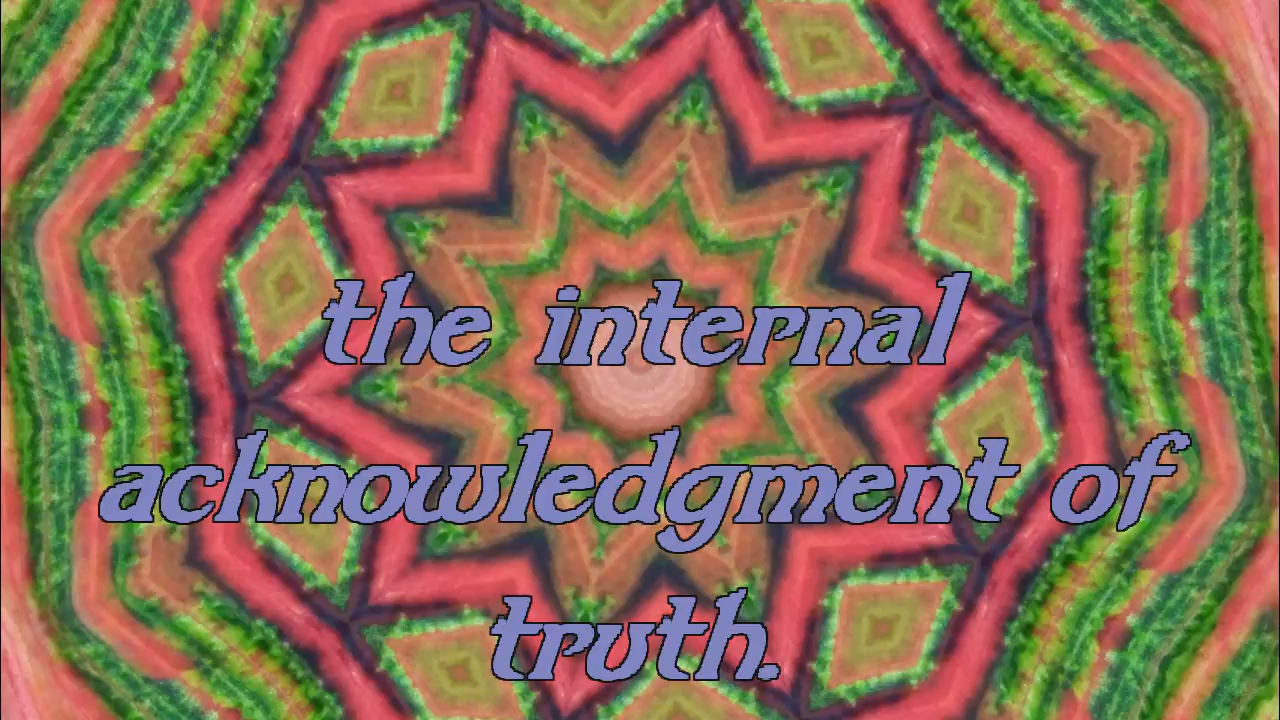 the internal
acknowledgment of
truth.